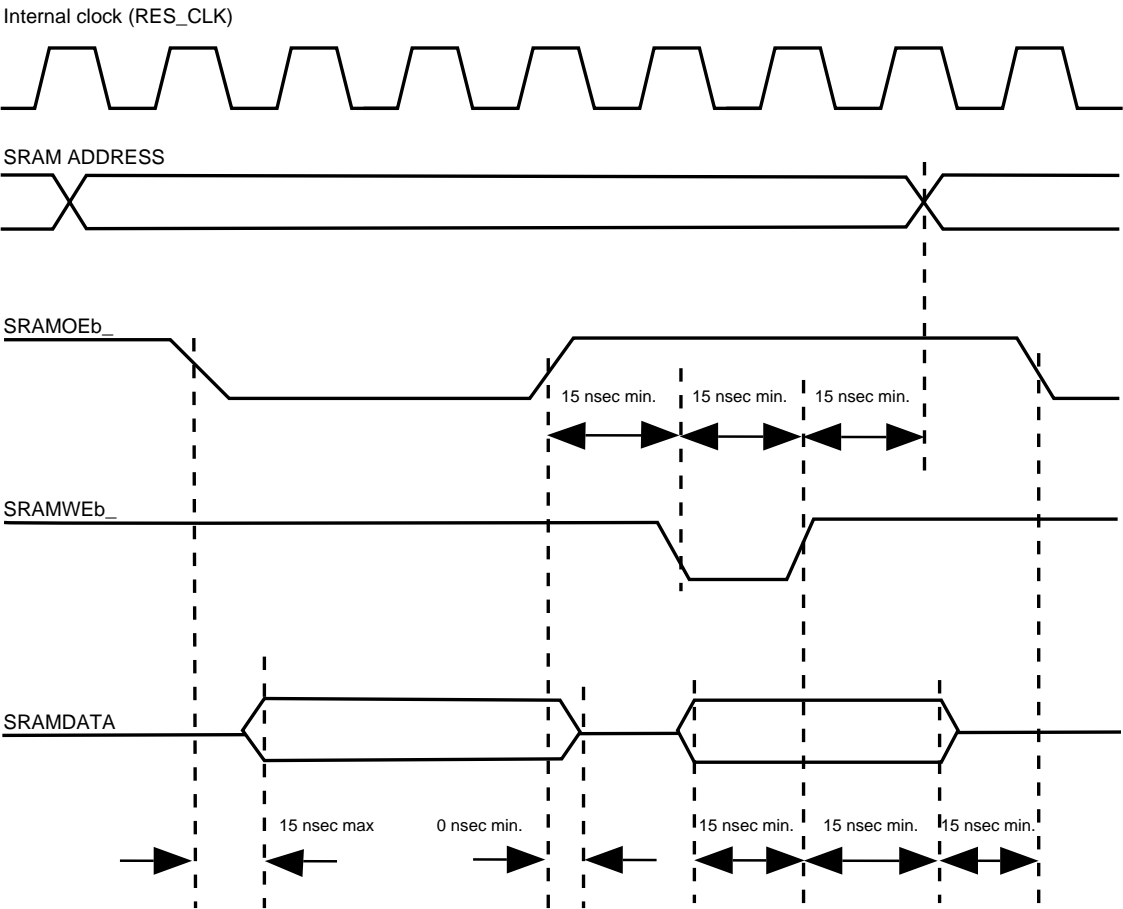 Internal clock (RES_CLK)
SRAM ADDRESS
SRAMOEb_
15 nsec min. 15 nsec min. 15 nsec min.
SRAMWEb_
SRAMDATA
15 nsec max 0 nsec min. 15 nsec min. 15 nsec min. 15 nsec min.